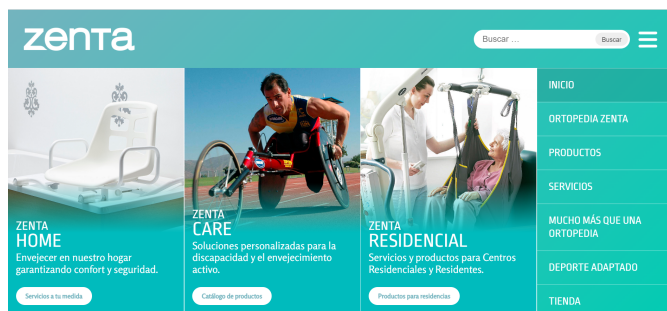 zenta
Buscar ...
Buscar
INICIO
ORTOPEDIA ZENTA
PRODUCTOS
SERVICIOS
MUCHO MÁS QUE UNA
ORTOPEDIA
DEPORTE ADAPTADO
TIENDA
ZENTA
HOME
Envejecer en nuestro hogar
garantizando confort y seguridad.
Servicios a tu medida
ZENTA
CARE
Soluciones personalizadas para la
discapacidad y el envejecimiento
activo.
Catálogo de productos
ZENTA
RESIDENCIAL
Servicios y productos para Centros
Residenciales y Residentes.
Productos para residencias